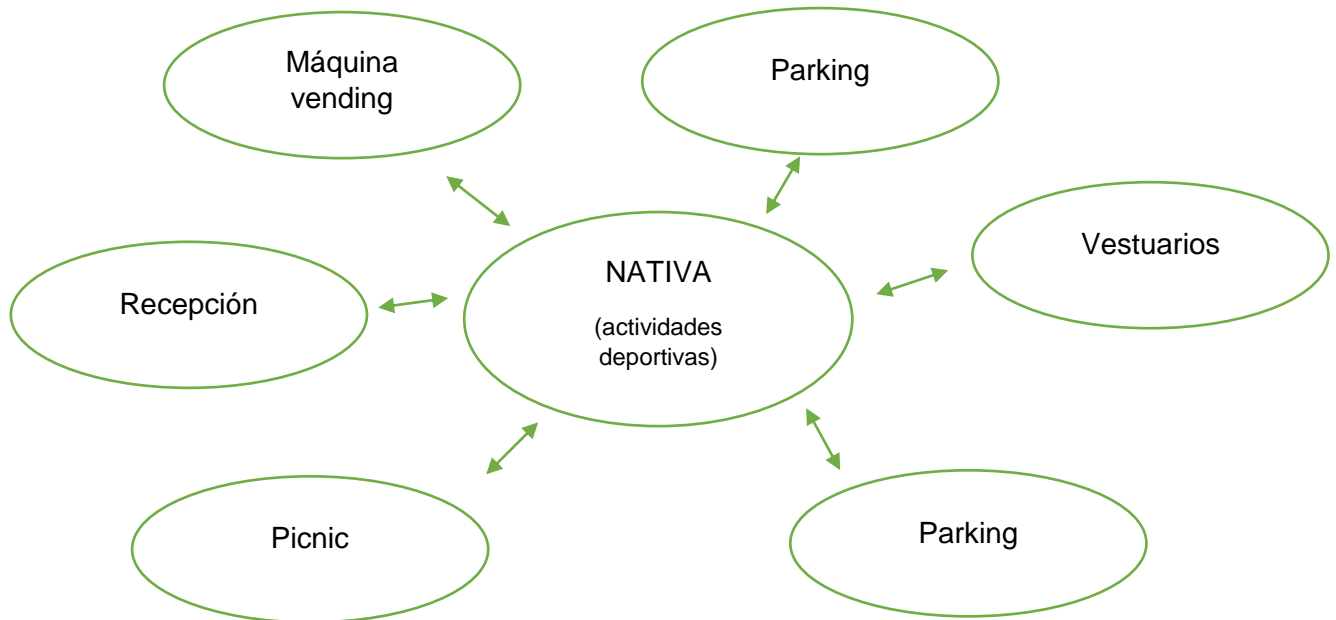 Máquina
vending
Parking
Vestuarios
NATIVA
(actividades
deportivas)
Recepción
Picnic
Parking